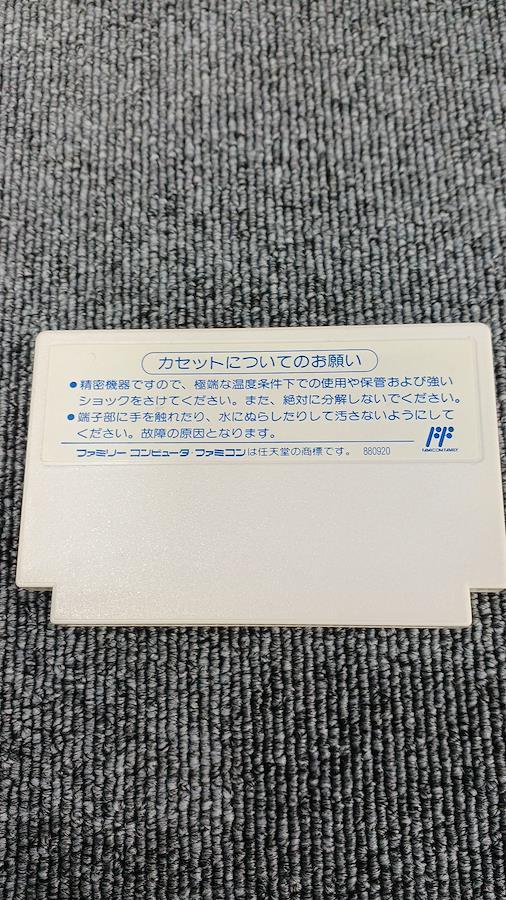 カセットについてのお願い
●精密機器ですので、極端な温度条件下での使用や保管および強い
ショックをさけてください。また、絶対に分解しないでください。
●端子部に手を触れたり、水にぬらしたりして汚さないようにして
ください。故障の原因となります。
FAMICOM FAMILY
ファミリーコンピュータ・ファミコンは任天堂の商標です。 880920